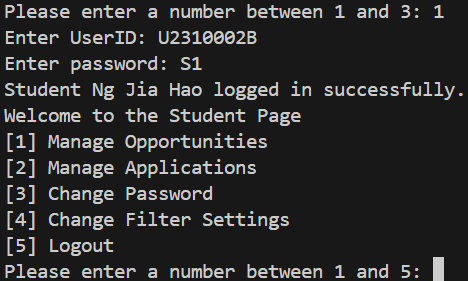 Please enter a number between 1 and 3: 1
Enter UserID: U2310002B
Enter password: S1
Student Ng Jia Hao logged in successfully.
Welcome to the Student Page
[1] Manage Opportunities
[2] Manage Applications
[3] Change Password
[4] Change Filter Settings
[5] Logout
Please enter a number between 1 and 5: